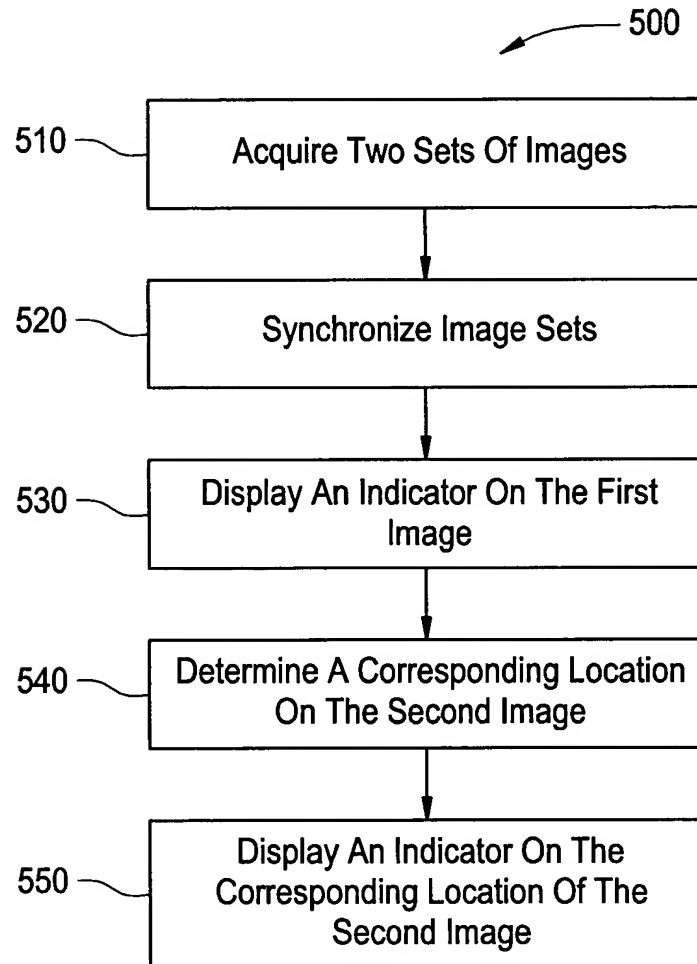 500
510
Acquire Two Sets Of Images
520
Synchronize Image Sets
530
Display An Indicator On The First
Image
540
Determine A Corresponding Location
On The Second Image
550
Display An Indicator On The
Corresponding Location Of The
Second Image